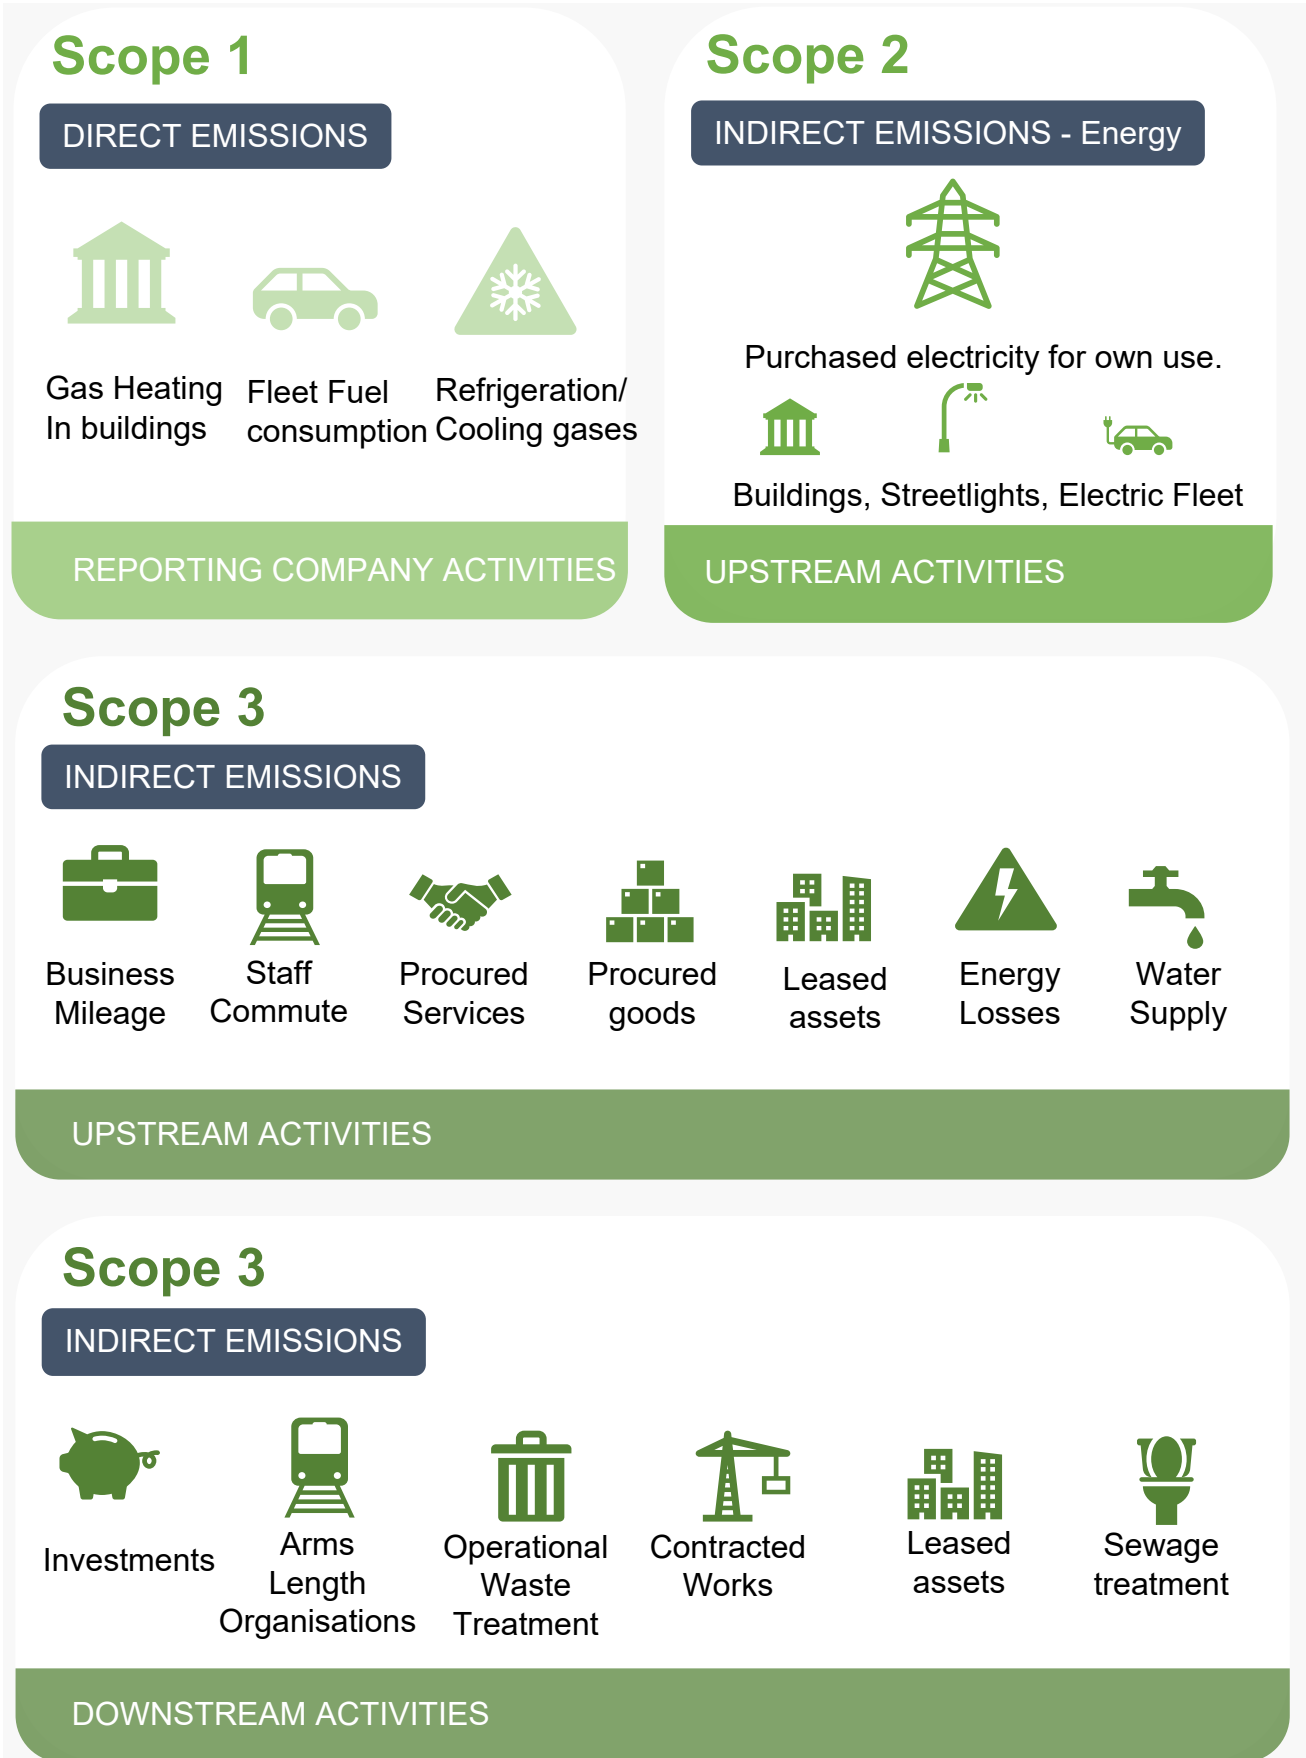 Scope 1
DIRECT EMISSIONS
Gas Heating
In buildings
Fleet Fuel
consumption
Refrigeration/
Cooling gases
REPORTING COMPANY ACTIVITIES
Scope 2
INDIRECT EMISSIONS - Energy
Purchased electricity for own use.
Buildings, Streetlights, Electric Fleet
UPSTREAM ACTIVITIES
Scope 3
INDIRECT EMISSIONS
Business
Mileage
Staff
Commute
Procured
Services
Procured
goods
Leased
assets
Energy
Losses
Water
Supply
UPSTREAM ACTIVITIES
Scope 3
INDIRECT EMISSIONS
Investments
Arms
Length
Organisations
Operational
Waste
Treatment
Contracted
Works
Leased
assets
Sewage
treatment
DOWNSTREAM ACTIVITIES